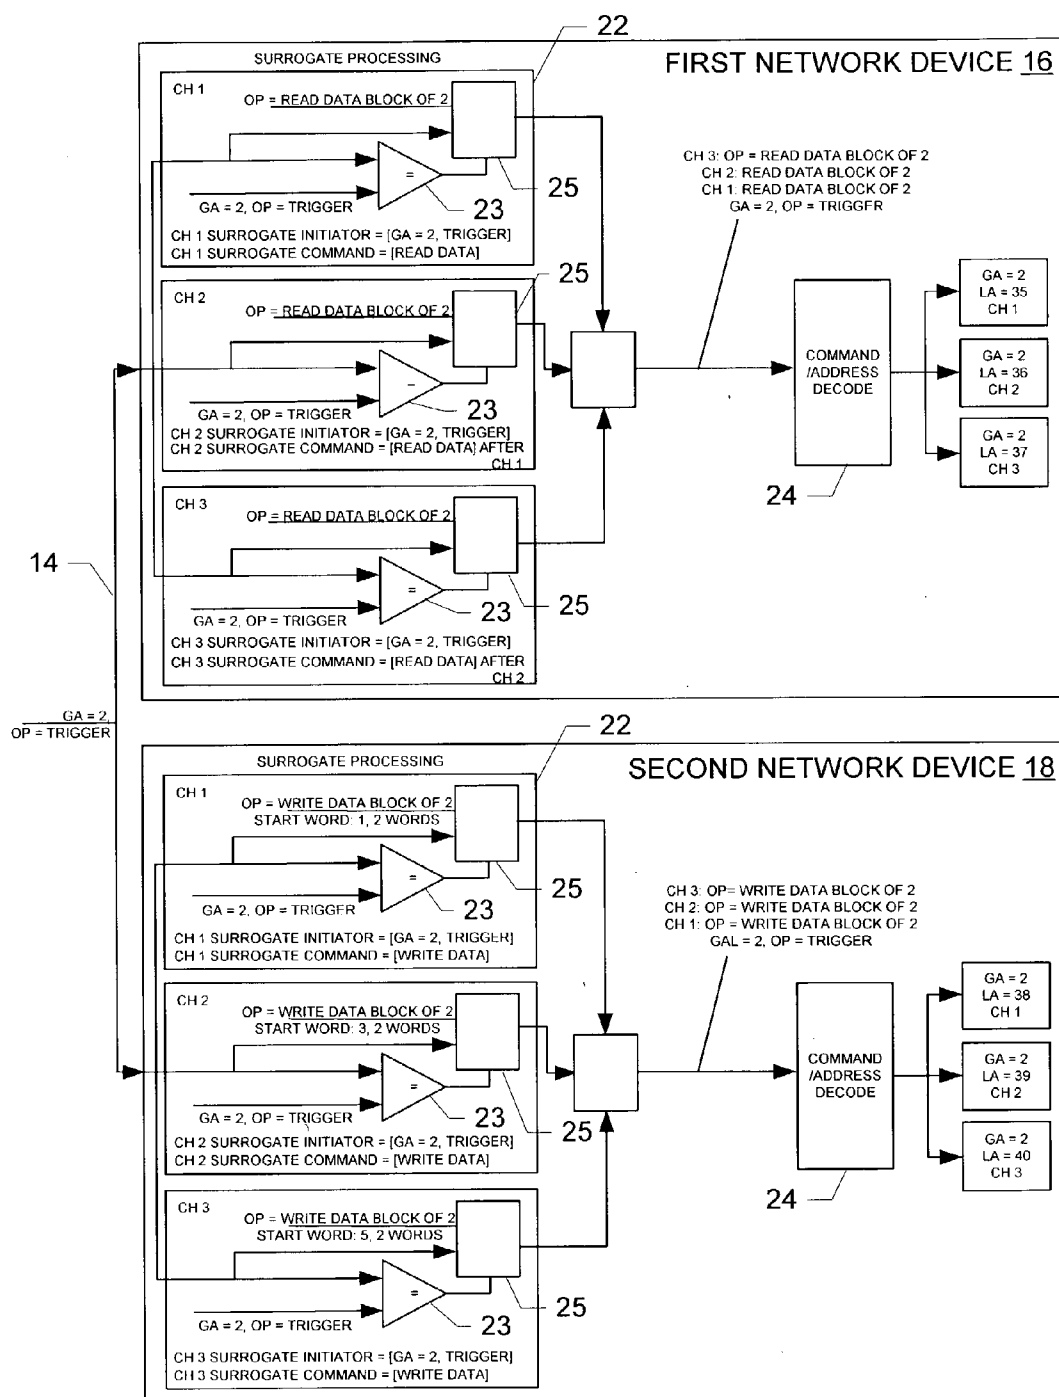 22
FIRST NETWORK DEVICE 16
SURROGATE PROCESSING
CH 1
OP = READ DATA BLOCK OF 2
=
25
23
GA = 2, OP = TRIGGER
CH 1 SURROGATE INITIATOR = [GA = 2, TRIGGER]
CH 1 SURROGATE COMMAND = [READ DATA]
CH 3: OP = READ DATA BLOCK OF 2
CH 2: READ DATA BLOCK OF 2
CH 1: READ DATA BLOCK OF 2
GA = 2, OP = TRIGGER
25
CH 2
OP = READ DATA BLOCK OF 2
–
23
GA = 2, OP = TRIGGER
CH 2 SURROGATE INITIATOR = [GA = 2, TRIGGER]
CH 2 SURROGATE COMMAND = [READ DATA] AFTER
CH 1
COMMAND
/ADDRESS
DECODE
24
GA = 2
LA = 35
CH 1
GA = 2
LA = 36
CH 2
GA = 2
LA = 37
CH 3
CH 3
OP = READ DATA BLOCK OF 2
=
23
25
GA = 2, OP = TRIGGER
CH 3 SURROGATE INITIATOR = [GA = 2, TRIGGER]
CH 3 SURROGATE COMMAND = [READ DATA] AFTER
CH 2
14
GA = 2,
OP = TRIGGER
22
SECOND NETWORK DEVICE 18
SURROGATE PROCESSING
CH 1
OP = WRITE DATA BLOCK OF 2
START WORD: 1, 2 WORDS
=
25
23
GA = 2, OP = TRIGGER
CH 1 SURROGATE INITIATOR = [GA = 2, TRIGGER]
CH 1 SURROGATE COMMAND = [WRITE DATA]
CH 3: OP= WRITE DATA BLOCK OF 2
CH 2: OP = WRITE DATA BLOCK OF 2
CH 1: OP = WRITE DATA BLOCK OF 2
GAL = 2, OP = TRIGGER
CH 2
OP = WRITE DATA BLOCK OF 2
START WORD: 3, 2 WORDS
=
23
25
GA = 2, OP = TRIGGER
CH 2 SURROGATE INITIATOR = [GA = 2, TRIGGER]
CH 2 SURROGATE COMMAND = [WRITE DATA]
COMMAND
/ADDRESS
DECODE
24
GA = 2
LA = 38
CH 1
GA = 2
LA = 39
CH 2
GA = 2
LA = 40
CH 3
CH 3
OP = WRITE DATA BLOCK OF 2
START WORD: 5, 2 WORDS
=
23
25
GA = 2, OP = TRIGGER
CH 3 SURROGATE INITIATOR = [GA = 2, TRIGGER]
CH 3 SURROGATE COMMAND = [WRITE DATA]